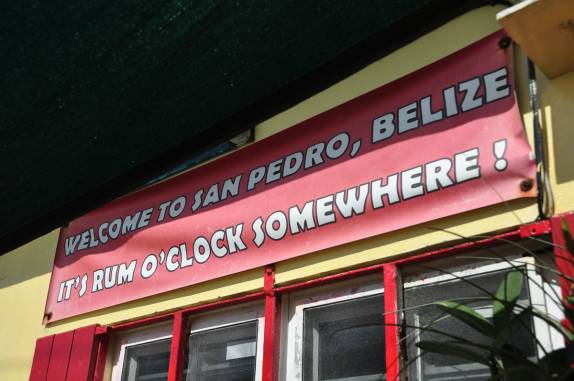 WELCOME TO SAN PEDRO, BELIZE
IT'S RUM O'CLOCK SOMEWHERE !